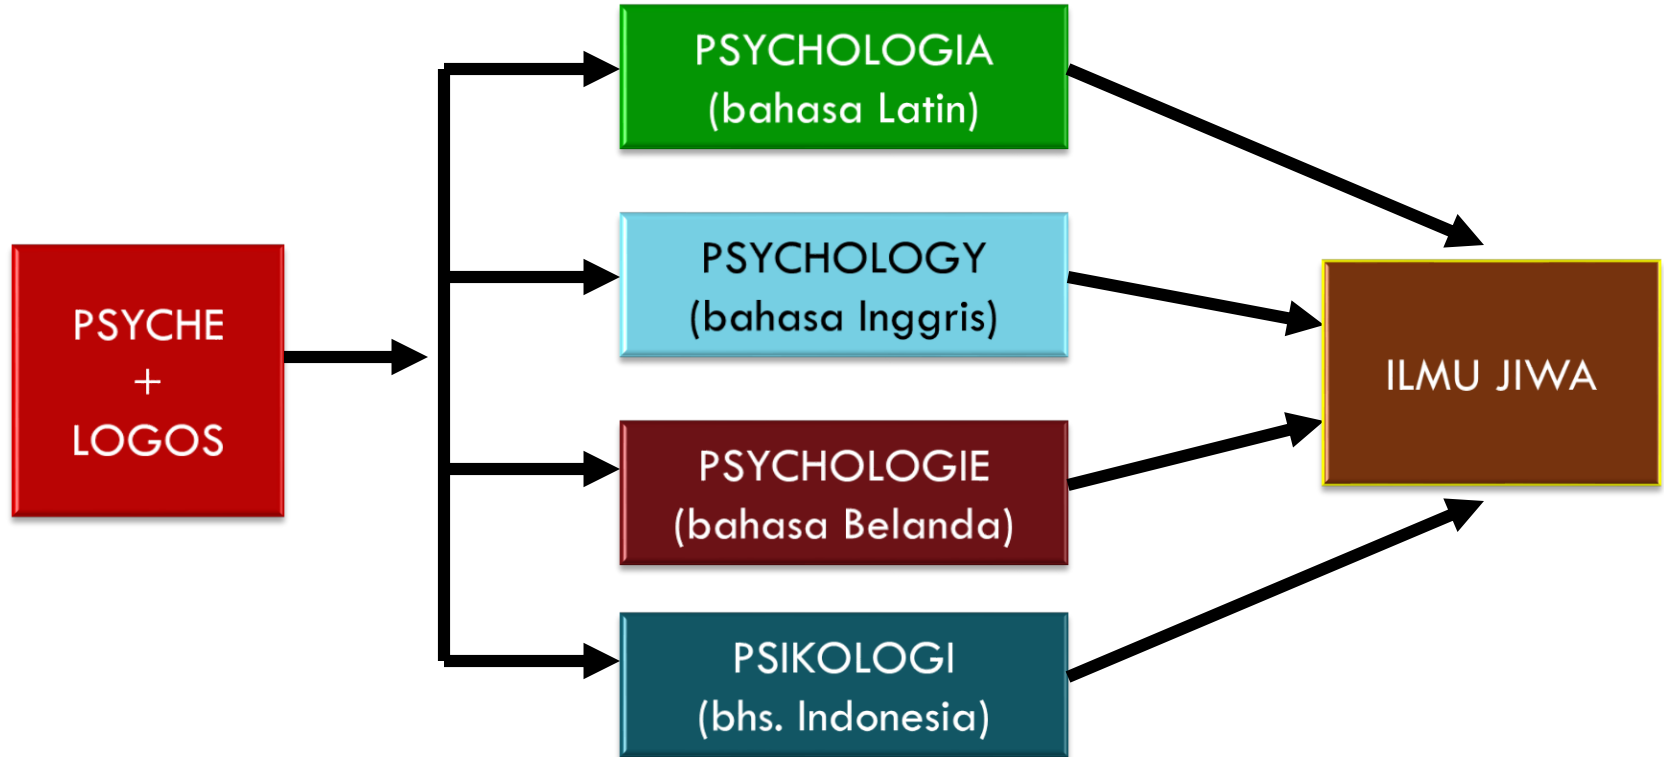 PSYCHE
+
LOGOS
PSYCHOLOGIA
(bahasa Latin)
PSYCHOLOGY
(bahasa Inggris)
PSYCHOLOGIE
(bahasa Belanda)
PSIKOLOGI
(bhs. Indonesia)
ILMU JIWA